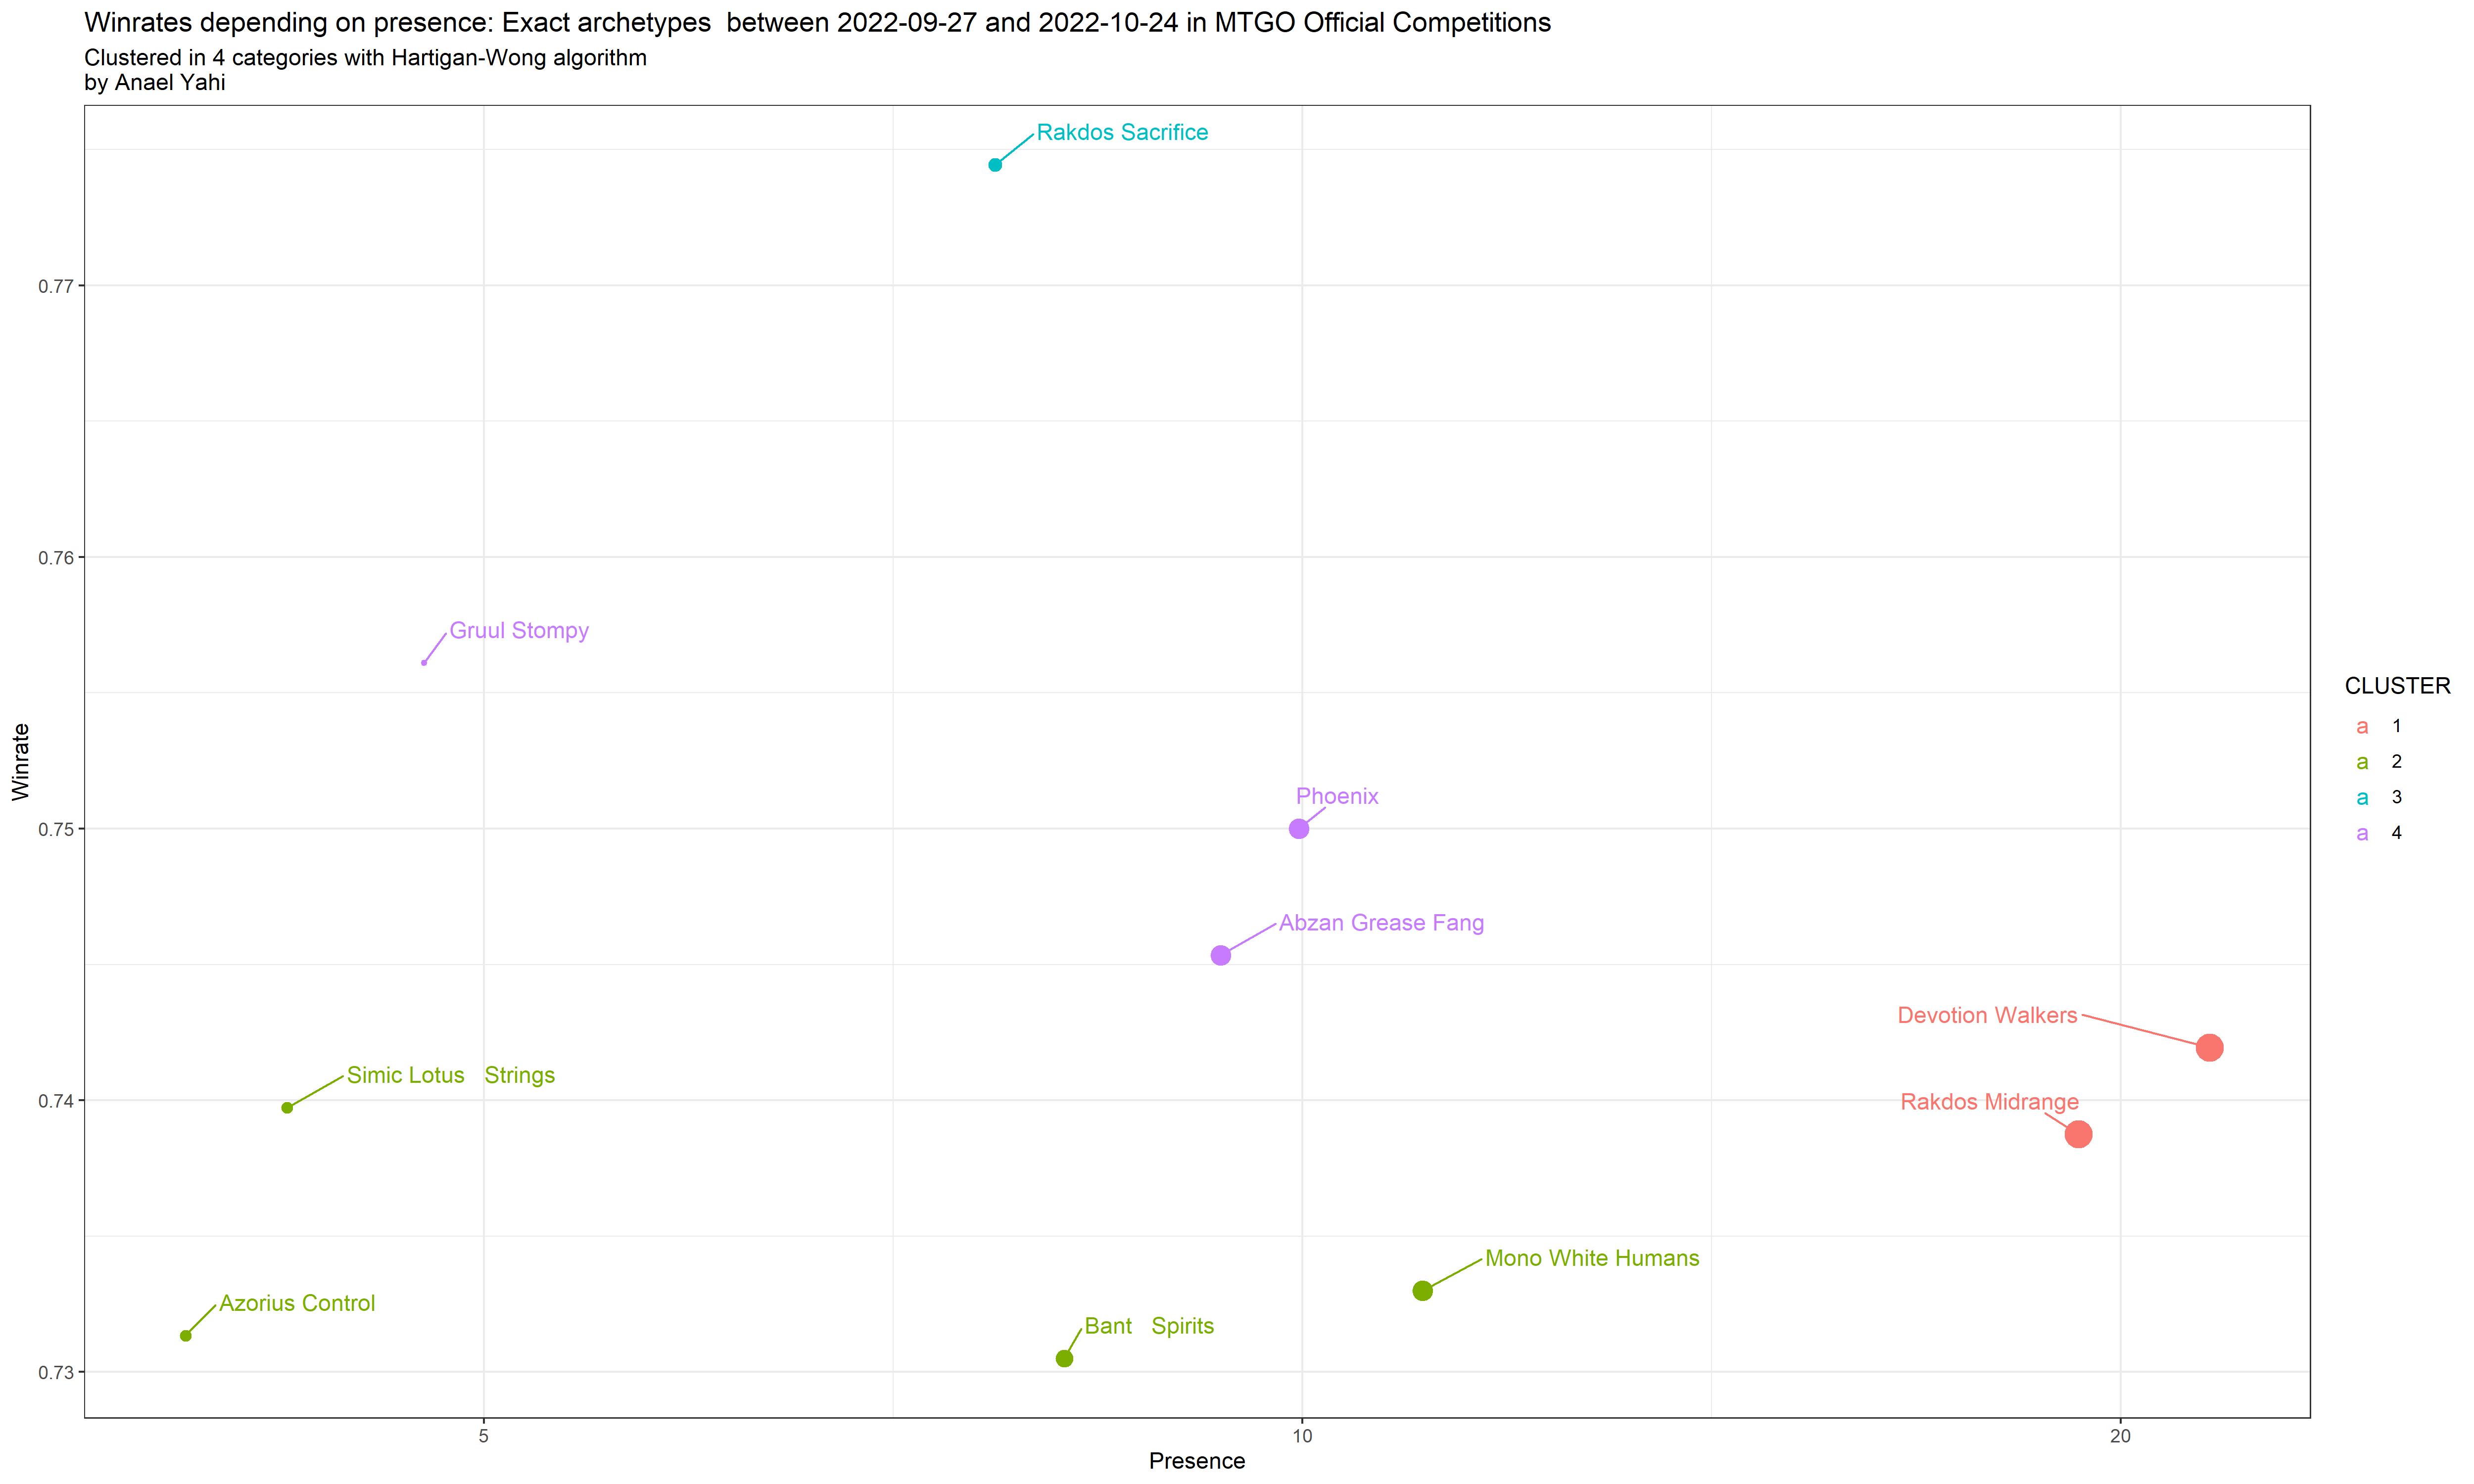 Winrates depending on presence: Exact archetypes  between 2022-09-27 and 2022-10-24 in MTGO Official Competitions
Clustered in 4 categories with Hartigan-Wong algorithm
by Anael Yahi
Rakdos Sacrifice
0.77
0.76
Gruul Stompy
CLUSTER
a 1
a 2
a 3
a 4
Winrate
Phoenix
0.75
Abzan Grease Fang
Devotion Walkers
Simic Lotus   Strings
0.74
Rakdos Midrange
Mono White Humans
Azorius Control
Bant   Spirits
0.73
5 10 20
Presence